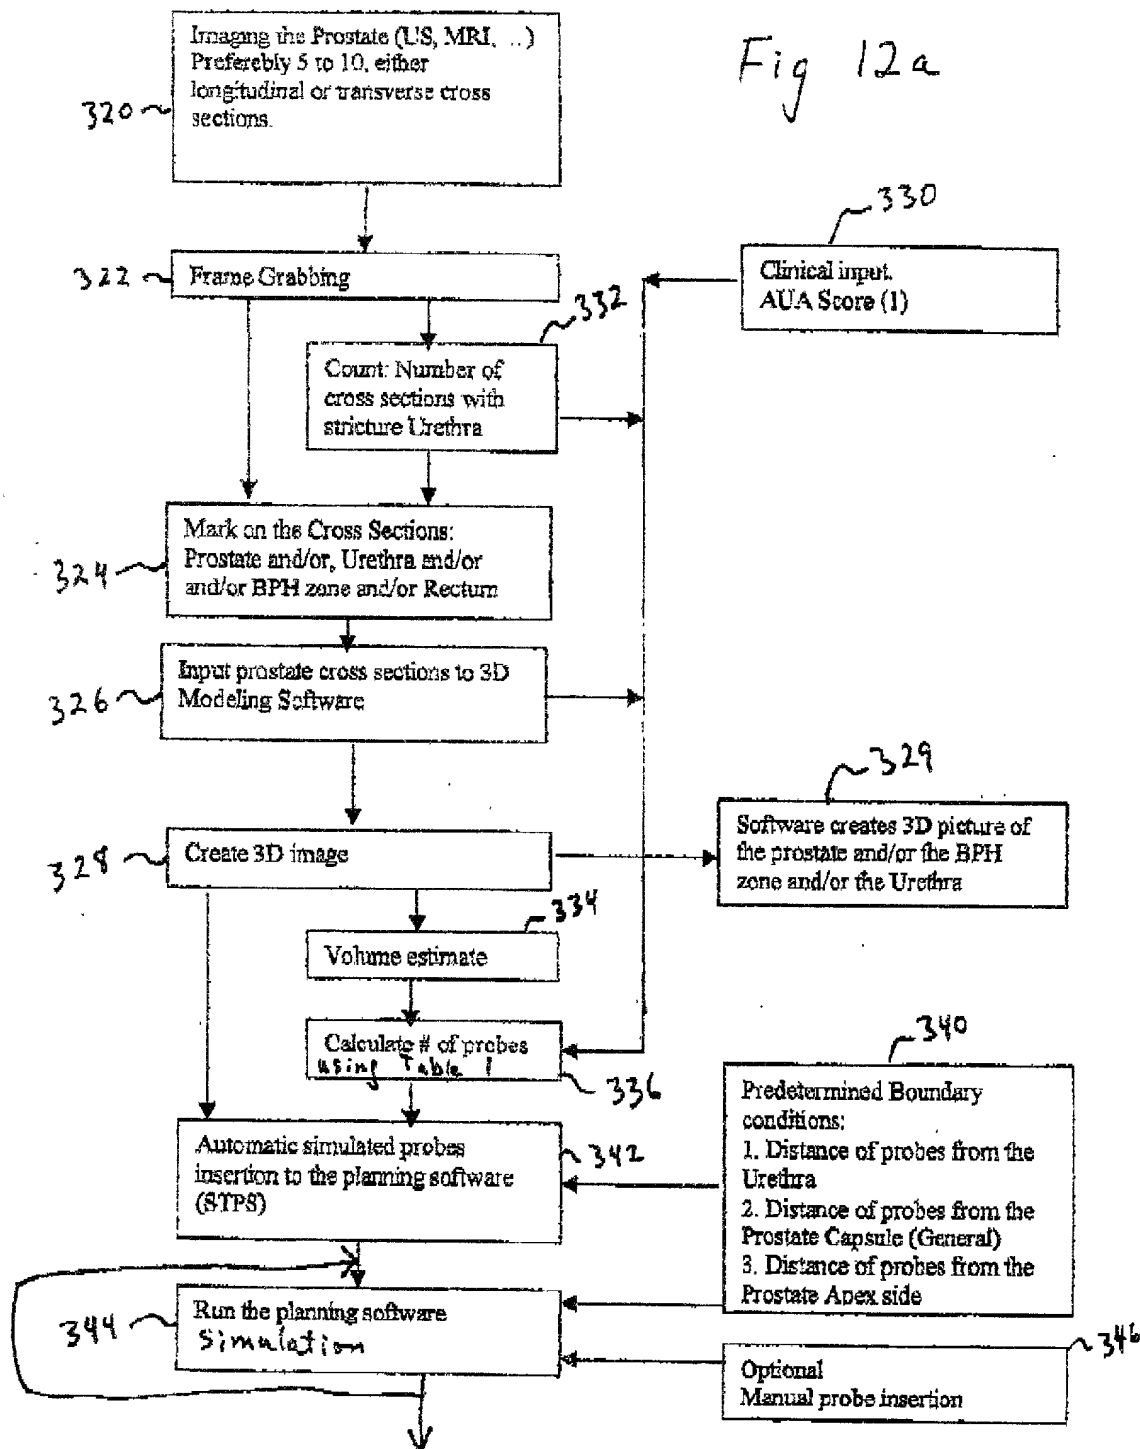 Fig 12a
Imaging the Prostate (US, MRI, ...)
Preferebly 5 to 10, either
longitudinal or transverse cross
sections.
320
330
322
Frame Grabbing
Clinical input.
AUA Score (1)
332
Count: Number of
cross sections with
stricture Urethra
324
Mark on the Cross Sections:
Prostate and/or, Urethra and/or
and/or BPH zone and/or Rectum
326
Input prostate cross sections to 3D
Modeling Software
329
328
Create 3D image
Software creates 3D picture of
the prostate and/or the BPH
zone and/or the Urethra
334
Volume estimate
Calculate # of probes
using Table 1
336
340
Predetermined Boundary
conditions:
1. Distance of probes from the
Urethra
2. Distance of probes from the
Prostate Capsule (General)
3. Distance of probes from the
Prostate Apex side
Automatic simulated probes
insertion to the planning software
(STPS)
342
344
Run the planning software
Simulation
346
Optional
Manual probe insertion